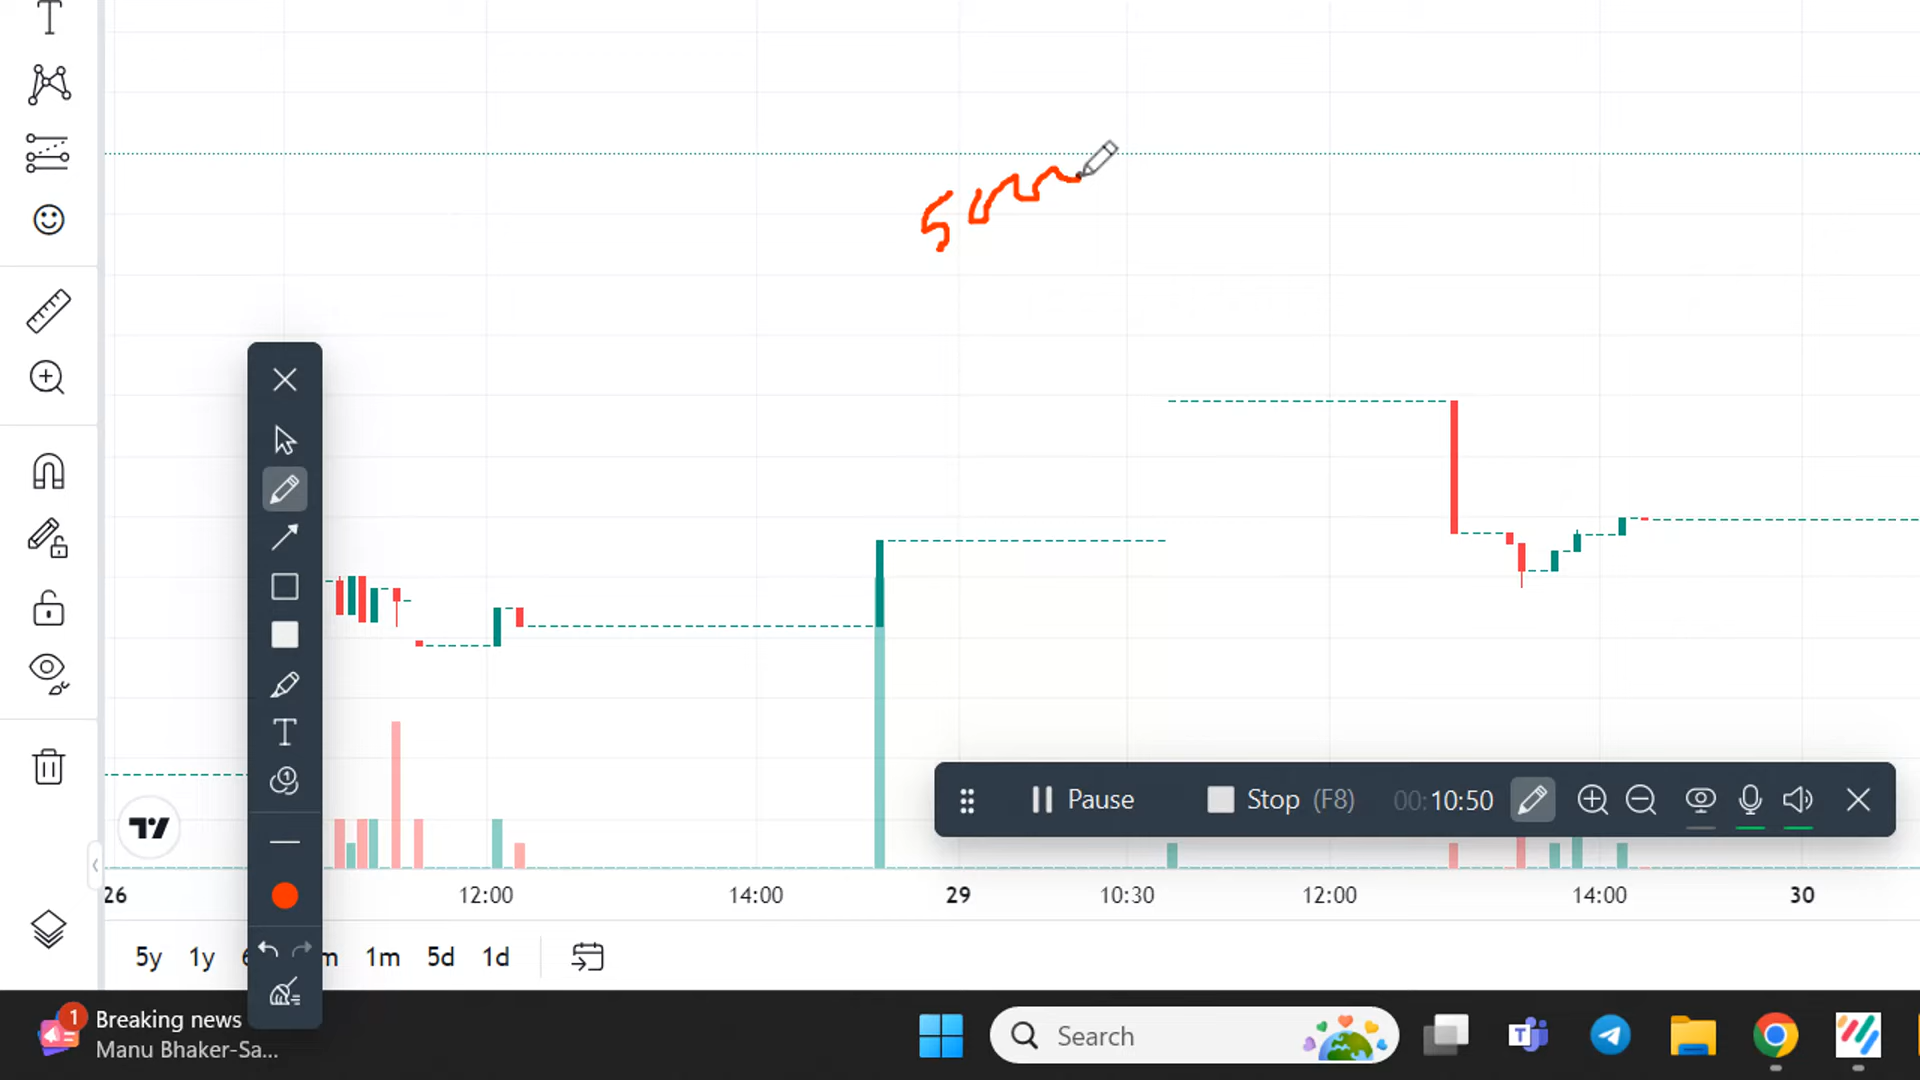 Pause
Stop (F8)
00:10:50
26
12:00
14:00
29
10:30
12:00
14:00
30
5y
1y
1m
5d
1d
1
Breaking news
Manu Bhaker-Sa...
Search